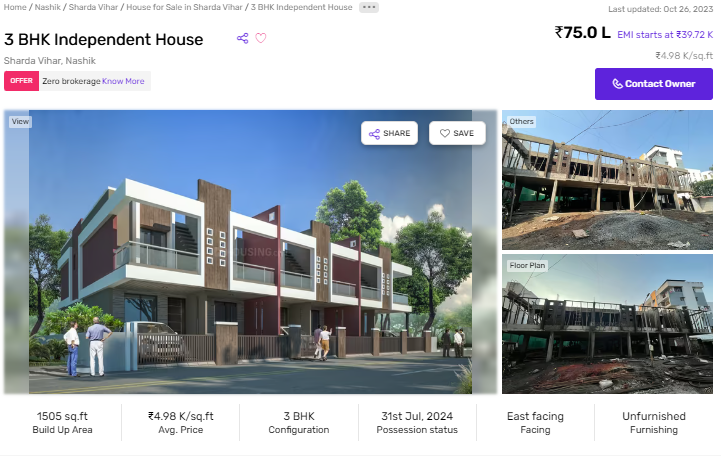 Home / Nashik / Sharda Vihar / House for Sale in Sharda Vihar / 3 BHK Independent House
Last updated: Oct 26, 2023
3 BHK Independent House
₹75.0 L EMI starts at ₹39.72 K
Sharda Vihar, Nashik
₹4.98 K/sq.ft
OFFER Zero brokerage Know More
Contact Owner
View
SHARE
SAVE
Others
HOUSING
Floor Plan
1505 sq.ft
Build Up Area
₹4.98 K/sq.ft
Avg. Price
3 BHK
Configuration
31st Jul, 2024
Possession status
East facing
Facing
Unfurnished
Furnishing